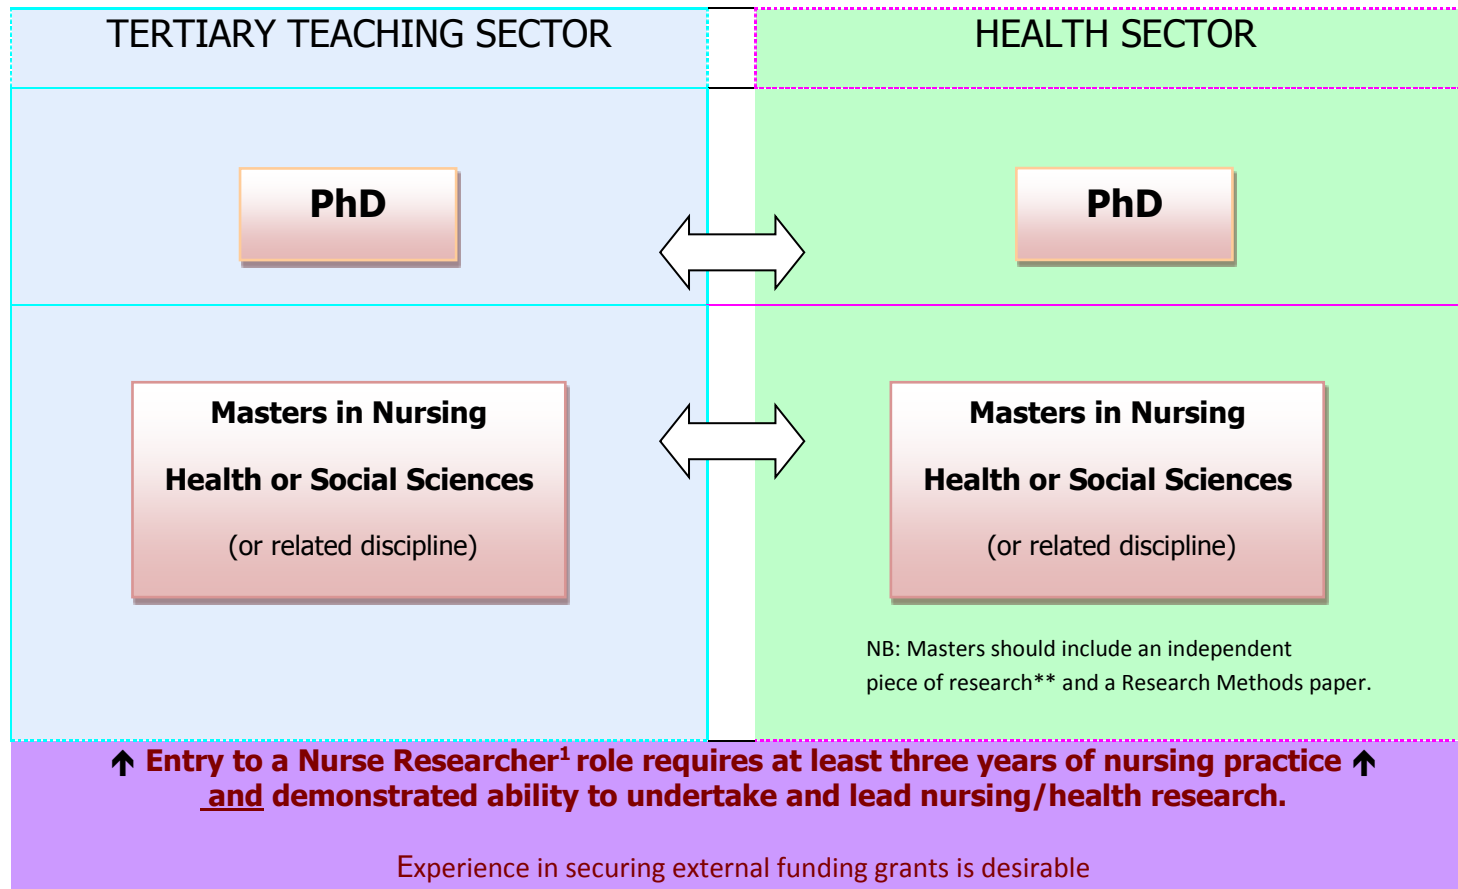 TERTIARY TEACHING SECTOR
HEALTH SECTOR
PhD
PhD
Masters in Nursing
Health or Social Sciences
(or related discipline)
Masters in Nursing
Health or Social Sciences
(or related discipline)
NB: Masters should include an independent
piece of research** and a Research Methods paper.
↑ Entry to a Nurse Researcher¹ role requires at least three years of nursing practice ↑
and demonstrated ability to undertake and lead nursing/health research.
Experience in securing external funding grants is desirable